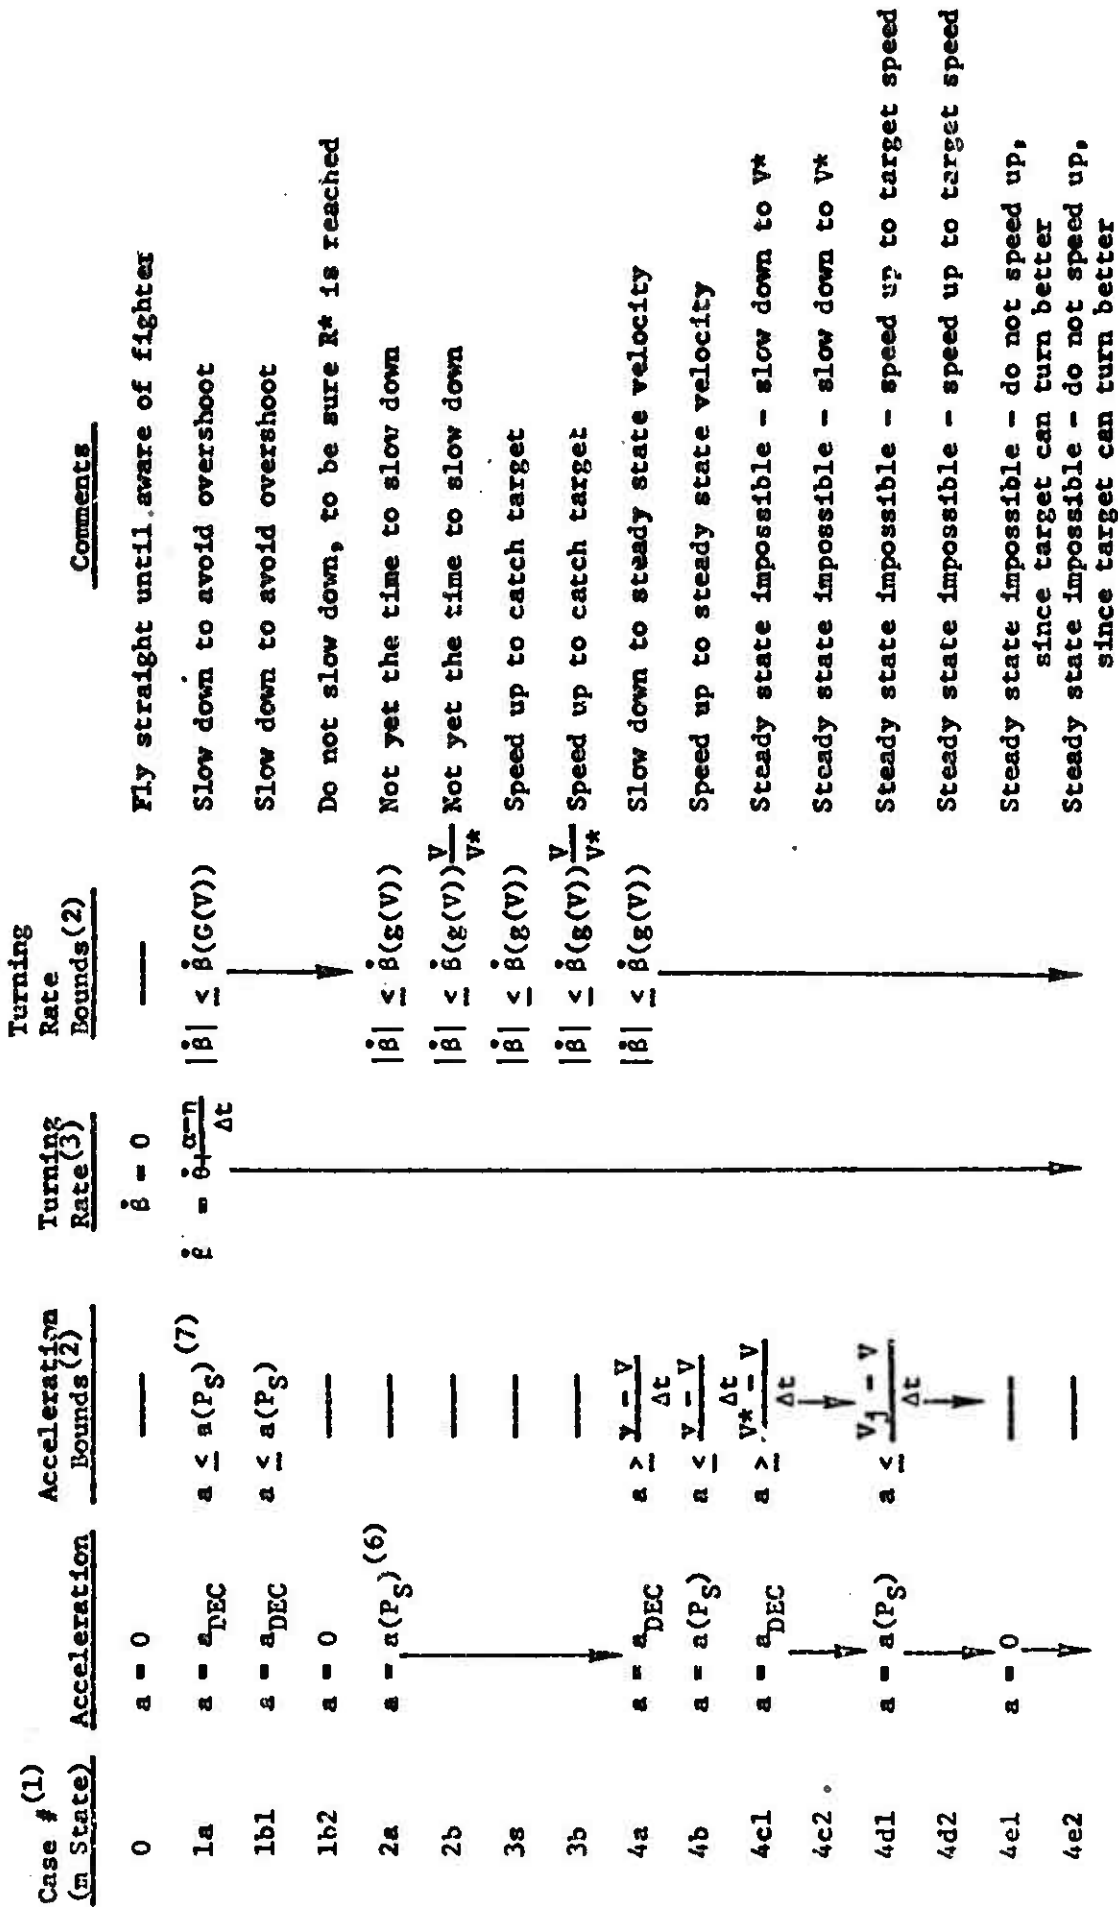 Case #(1) (m State) Acceleration Acceleration Bounds(2) Turning Rate(3) Turning Rate Bounds(2) Comments
0 a = 0 — β̇ = 0 — Fly straight until aware of fighter
1a a = a_DEC a ≤ a(P_S)(7) β̇ = θ̇+(α−η)/Δt |β̇| ≤ β̇(G(V)) Slow down to avoid overshoot
1b1 a = a_DEC a ≤ a(P_S) Slow down to avoid overshoot
1b2 a = 0 — Do not slow down, to be sure R* is reached
2a a = a(P_S)(6) — |β̇| ≤ β̇(g(V)) Not yet the time to slow down
2b — |β̇| ≤ β̇(g(V)) V/V* Not yet the time to slow down
3a — |β̇| ≤ β̇(g(V)) Speed up to catch target
3b — |β̇| ≤ β̇(g(V)) V/V* Speed up to catch target
4a a = a_DEC a ≥ (V − V)/Δt |β̇| ≤ β̇(g(V)) Slow down to steady state velocity
4b a = a(P_S) a ≤ (V − V)/Δt Speed up to steady state velocity
4c1 a = a_DEC a ≥ (V* − V)/Δt Steady state impossible - slow down to V*
4c2 Steady state impossible - slow down to V*
4d1 a = a(P_S) a ≤ (V_j − V)/Δt Steady state impossible - speed up to target speed
4d2 Steady state impossible - speed up to target speed
4e1 a = 0 — Steady state impossible - do not speed up,
since target can turn better
4e2 — Steady state impossible - do not speed up,
since target can turn better